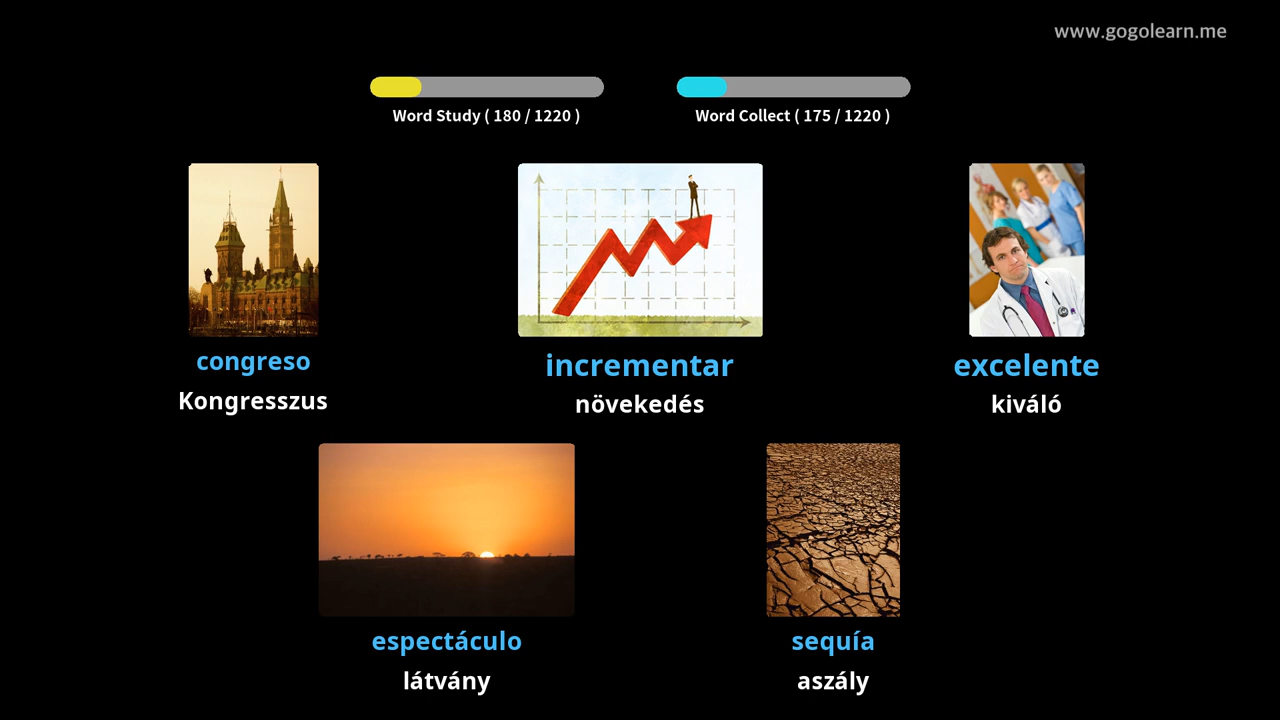 www.gogolearn.me
Word Study ( 180 / 1220 )
Word Collect ( 175 / 1220 )
congreso
Kongresszus
incrementar
növekedés
excelente
kiváló
espectáculo
látvány
sequía
aszály